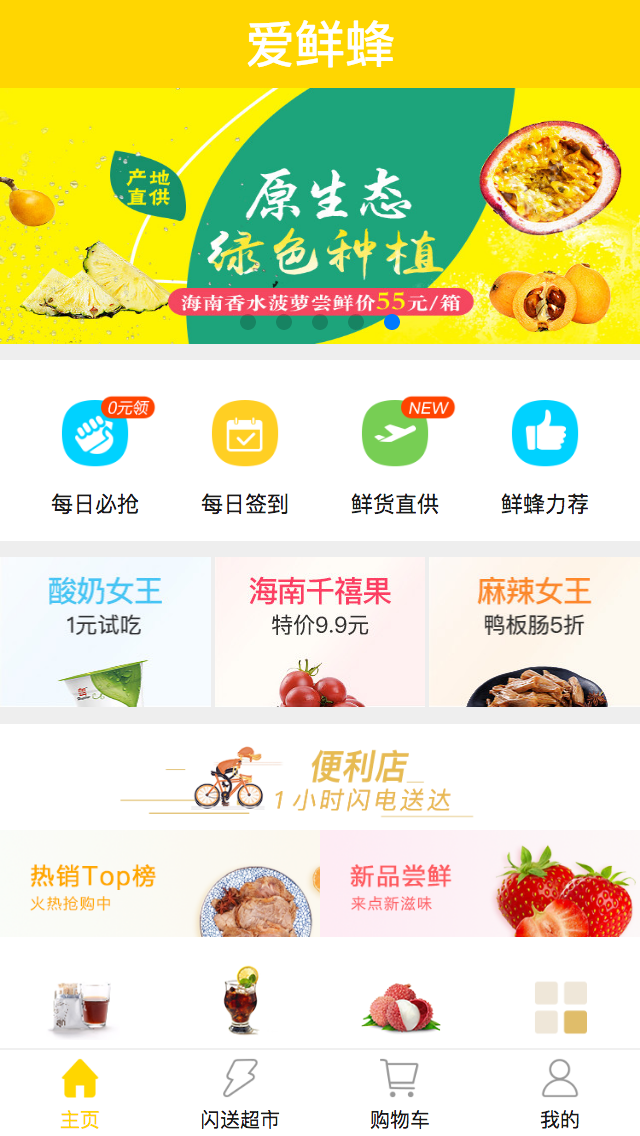 爱鲜蜂
产地
直供
原生态
绿色种植
海南香水菠萝尝鲜价55元/箱
0元领
NEW
每日必抢
每日签到
鲜货直供
鲜蜂力荐
酸奶女王
海南千禧果
麻辣女王
1元试吃
特价9.9元
鸭板肠5折
便利店
1小时闪电送达
热销Top榜
新品尝鲜
火热抢购中
来点新滋味
主页
闪送超市
购物车
我的